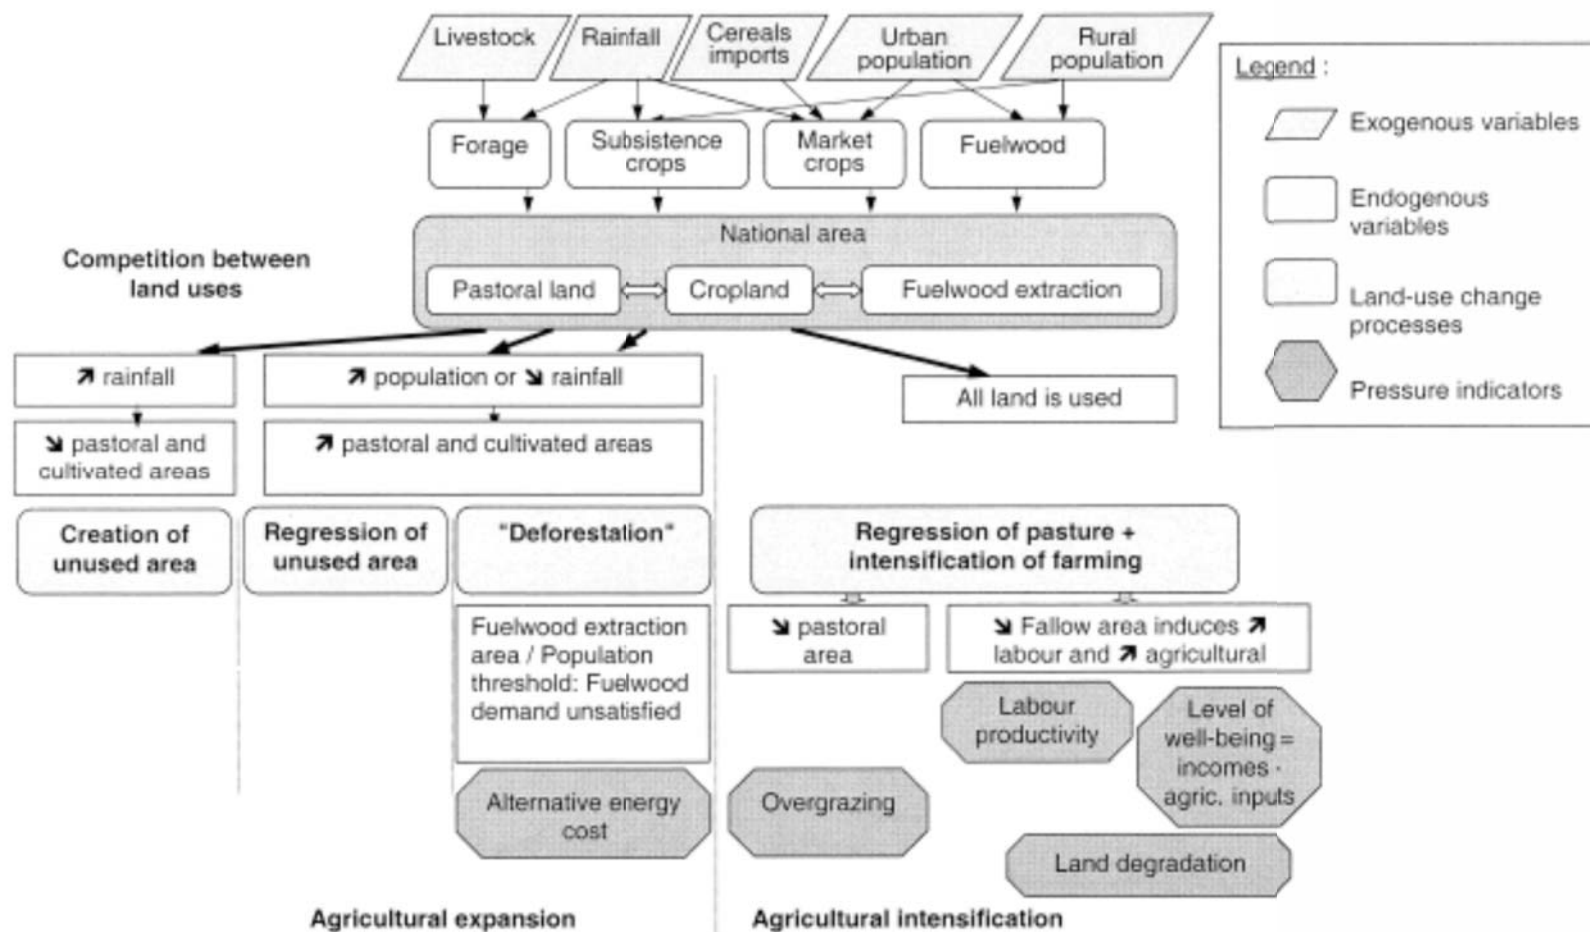 Livestock
Rainfall
Cereals
imports
Urban
population
Rural
population
Legend :
Exogenous variables
Endogenous
variables
Land-use change
processes
Pressure indicators
Forage
Subsistence
crops
Market
crops
Fuelwood
National area
Competition between
land uses
Pastoral land
Cropland
Fuelwood extraction
↗ rainfall
↗ population or ↘ rainfall
All land is used
↘ pastoral and
cultivated areas
↗ pastoral and cultivated areas
Creation of
unused area
Regression of
unused area
"Deforestation"
Regression of pasture +
intensification of farming
Fuelwood extraction
area / Population
threshold: Fuelwood
demand unsatisfied
↘ pastoral
area
↘ Fallow area induces ↗
labour and ↗ agricultural
Labour
productivity
Level of
well-being =
incomes -
agric. inputs
Alternative energy
cost
Overgrazing
Land degradation
Agricultural expansion
Agricultural intensification